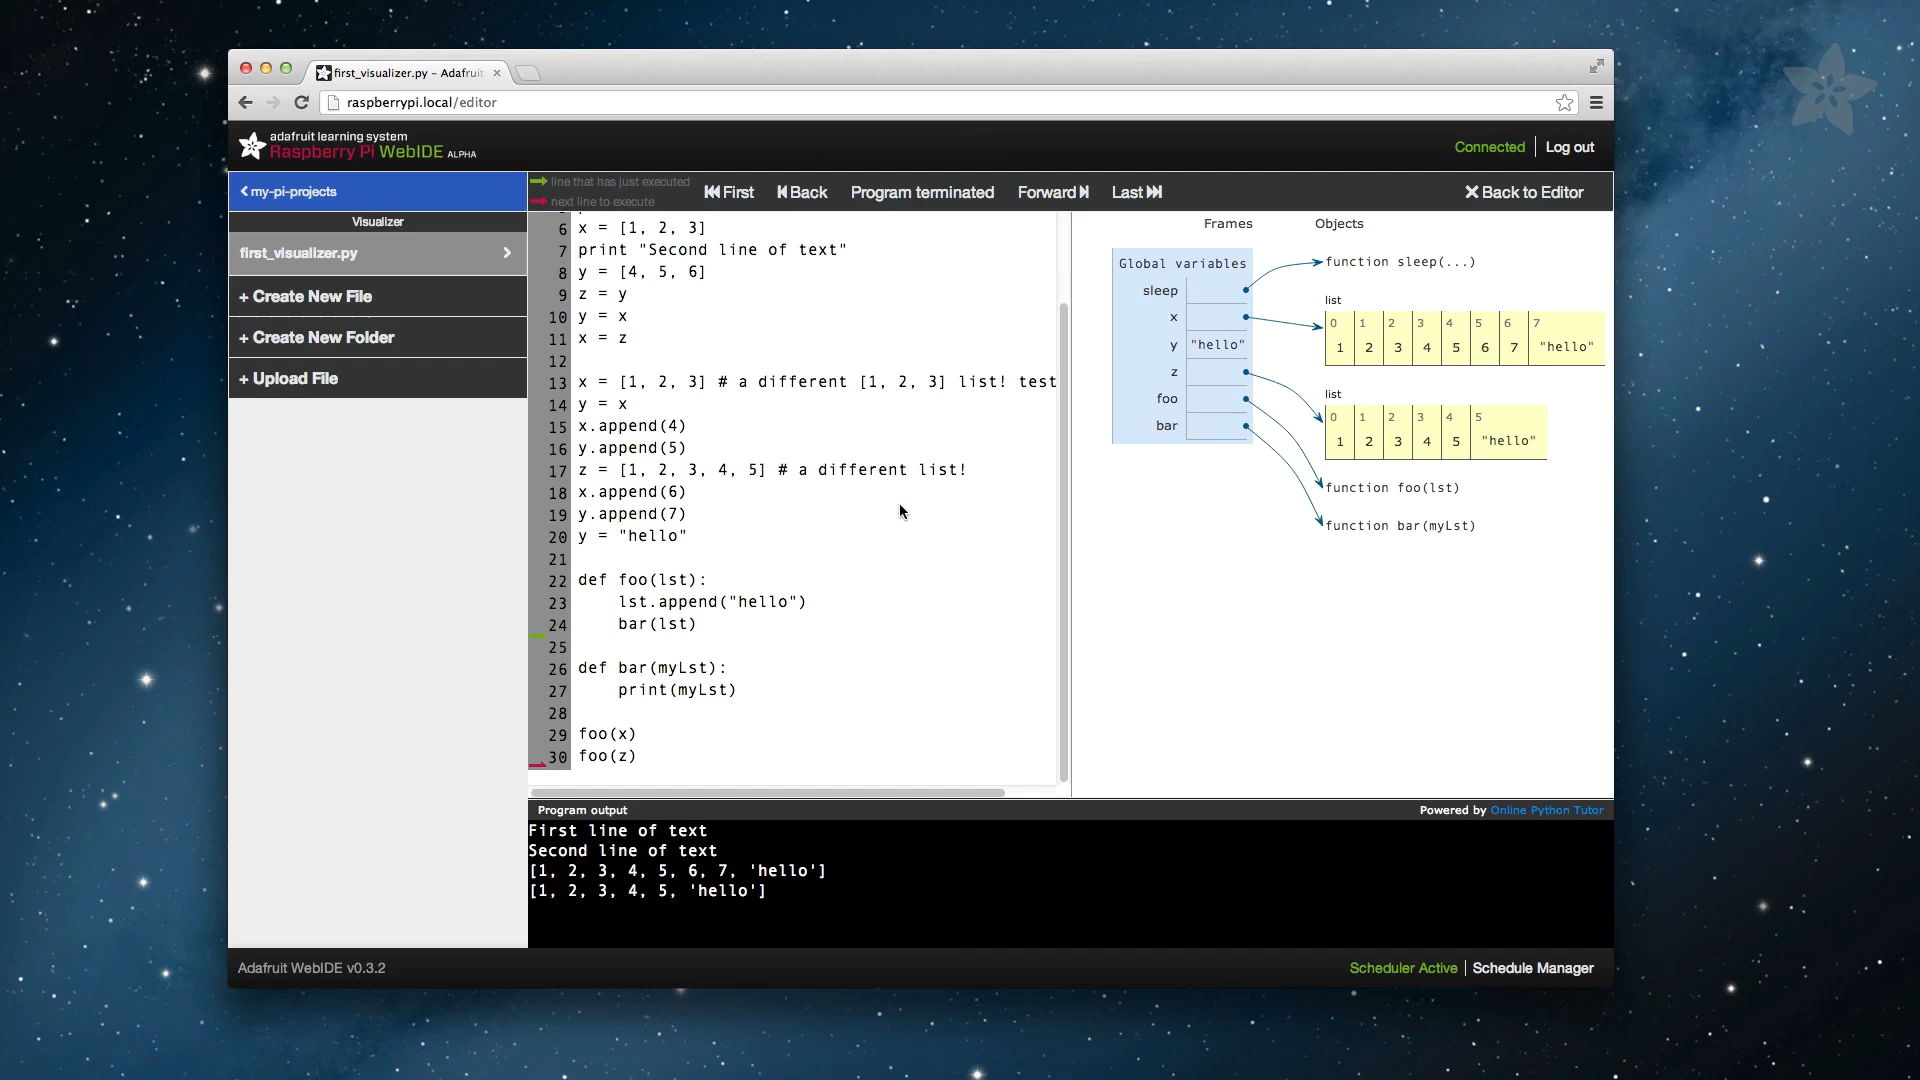 first_visualizer.py - Adafruit
raspberrypi.local/editor
adafruit learning system
Raspberry Pi WebIDE ALPHA
Connected
Log out
my-pi-projects
line that has just executed
next line to execute
First
Back
Program terminated
Forward
Last
Back to Editor
Visualizer
first_visualizer.py
+ Create New File
+ Create New Folder
+ Upload File
6 x = [1, 2, 3]
7 print "Second line of text"
8 y = [4, 5, 6]
9 z = y
10 y = x
11 x = z
12
13 x = [1, 2, 3] # a different [1, 2, 3] list! test
14 y = x
15 x.append(4)
16 y.append(5)
17 z = [1, 2, 3, 4, 5] # a different list!
18 x.append(6)
19 y.append(7)
20 y = "hello"
21
22 def foo(lst):
23 lst.append("hello")
24 bar(lst)
25
26 def bar(myLst):
27 print(myLst)
28
29 foo(x)
30 foo(z)
Frames
Objects
Global variables
sleep
x
y "hello"
z
foo
bar
function sleep(...)
list
0 1 2 3 4 5 6 7
1 2 3 4 5 6 7 "hello"
list
0 1 2 3 4 5
1 2 3 4 5 "hello"
function foo(lst)
function bar(myLst)
Program output
Powered by Online Python Tutor
First line of text
Second line of text
[1, 2, 3, 4, 5, 6, 7, 'hello']
[1, 2, 3, 4, 5, 'hello']
Adafruit WebIDE v0.3.2
Scheduler Active
Schedule Manager